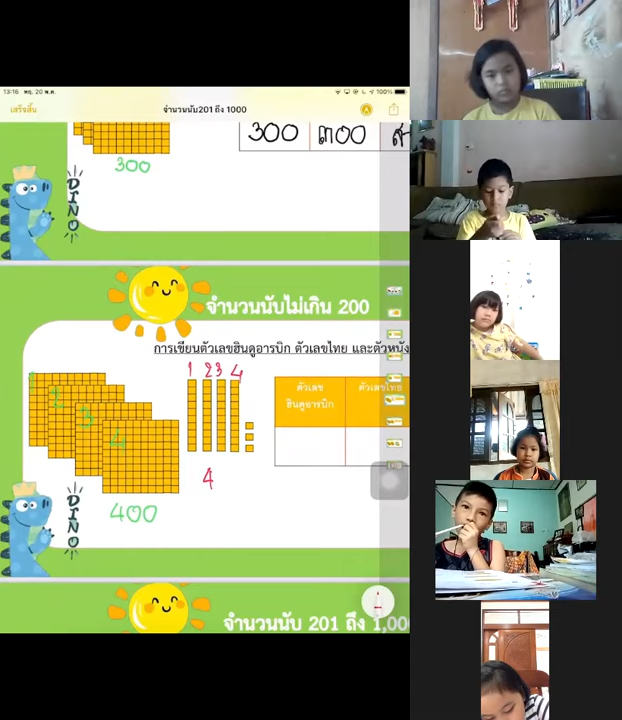 13:16 พฤ. 20 พ.ค.
100%
เสร็จสิ้น
จำนวนนับ201 ถึง 1000
300
300 ๓๐๐
DINO
จำนวนนับไม่เกิน 200
การเขียนตัวเลขฮินดูอารบิก ตัวเลขไทย และตัวหนัง
1 2 3 4
ตัวเลข
ฮินดูอารบิก
ตัวเลขไทย
1
2
3
4
4
400
DINO
จำนวนนับ 201 ถึง 1,00